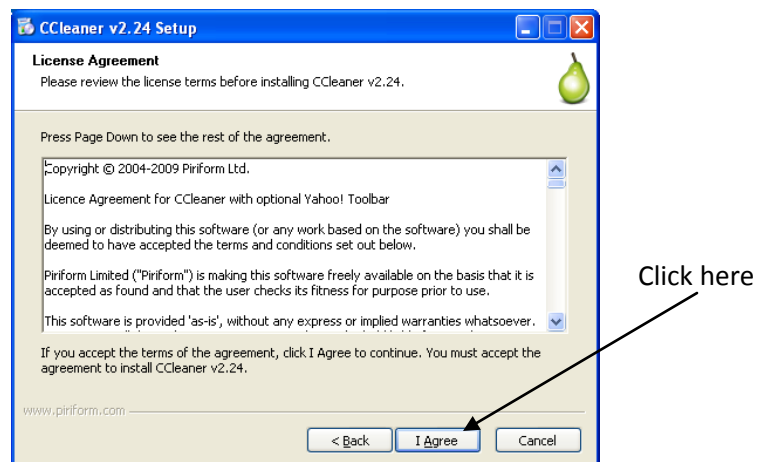 CCleaner v2.24 Setup
License Agreement
Please review the license terms before installing CCleaner v2.24.
Press Page Down to see the rest of the agreement.
Copyright © 2004-2009 Piriform Ltd.
Licence Agreement for CCleaner with optional Yahoo! Toolbar
By using or distributing this software (or any work based on the software) you shall be
deemed to have accepted the terms and conditions set out below.
Piriform Limited ("Piriform") is making this software freely available on the basis that it is
accepted as found and that the user checks its fitness for purpose prior to use.
This software is provided 'as-is', without any express or implied warranties whatsoever.
Click here
If you accept the terms of the agreement, click I Agree to continue. You must accept the
agreement to install CCleaner v2.24.
www.piriform.com
< Back
I Agree
Cancel